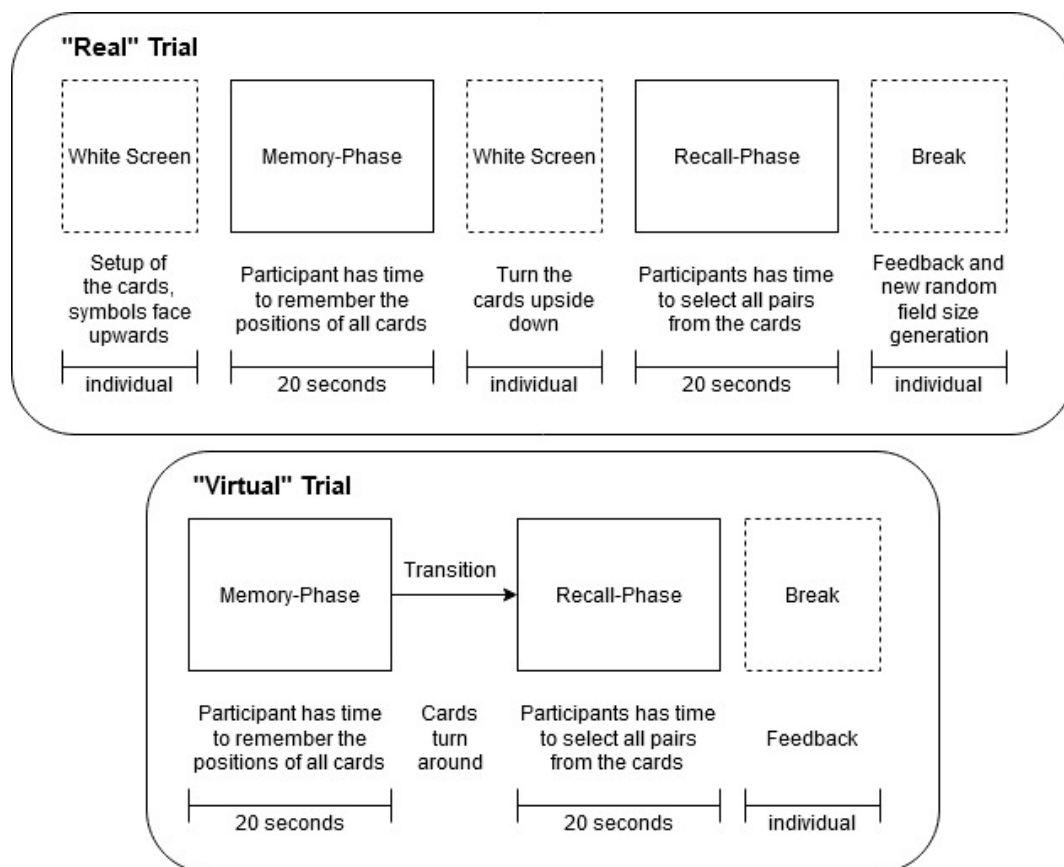 "Real" Trial
White Screen
Memory-Phase
White Screen
Recall-Phase
Break
Setup of
the cards,
symbols face
upwards
Participant has time
to remember the
positions of all cards
Turn the
cards upside
down
Participants has time
to select all pairs
from the cards
Feedback and
new random
field size
generation
individual
20 seconds
individual
20 seconds
individual
"Virtual" Trial
Memory-Phase
Transition
Recall-Phase
Break
Participant has time
to remember the
positions of all cards
Cards
turn
around
Participants has time
to select all pairs
from the cards
Feedback
20 seconds
20 seconds
individual